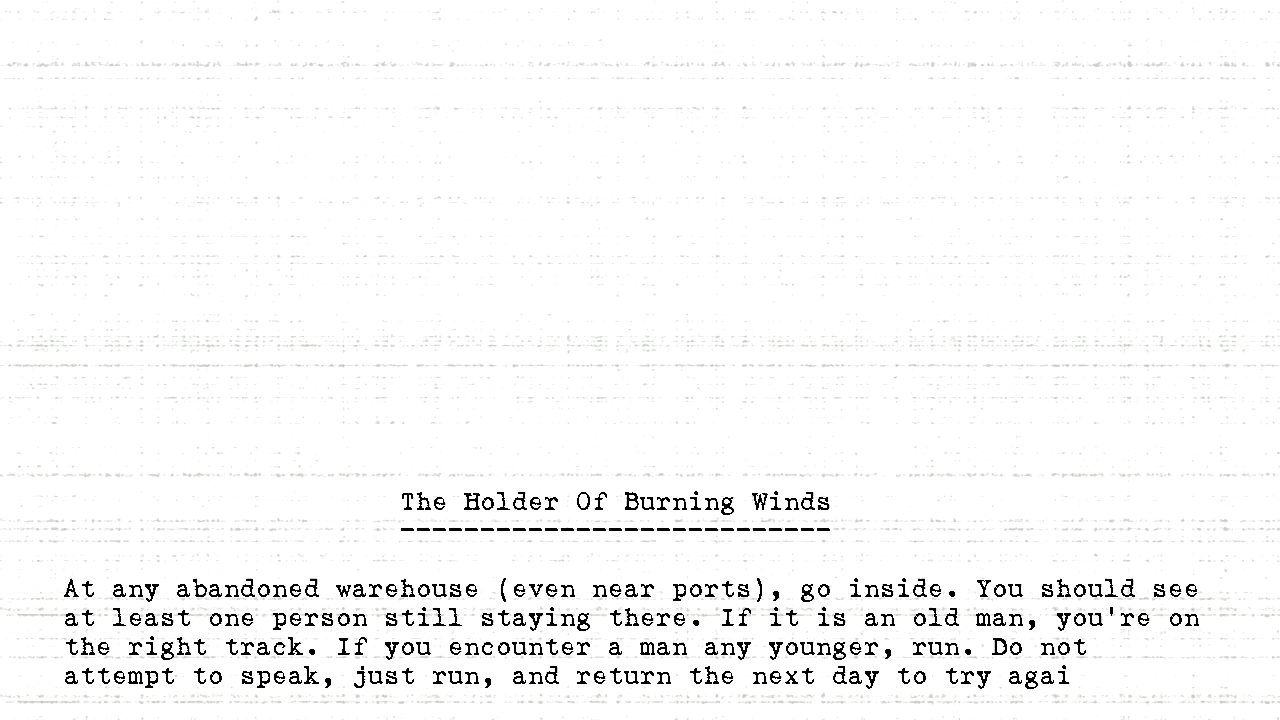 The Holder Of Burning Winds
---------------------------
At any abandoned warehouse (even near ports), go inside. You should see
at least one person still staying there. If it is an old man, you're on
the right track. If you encounter a man any younger, run. Do not
attempt to speak, just run, and return the next day to try agai